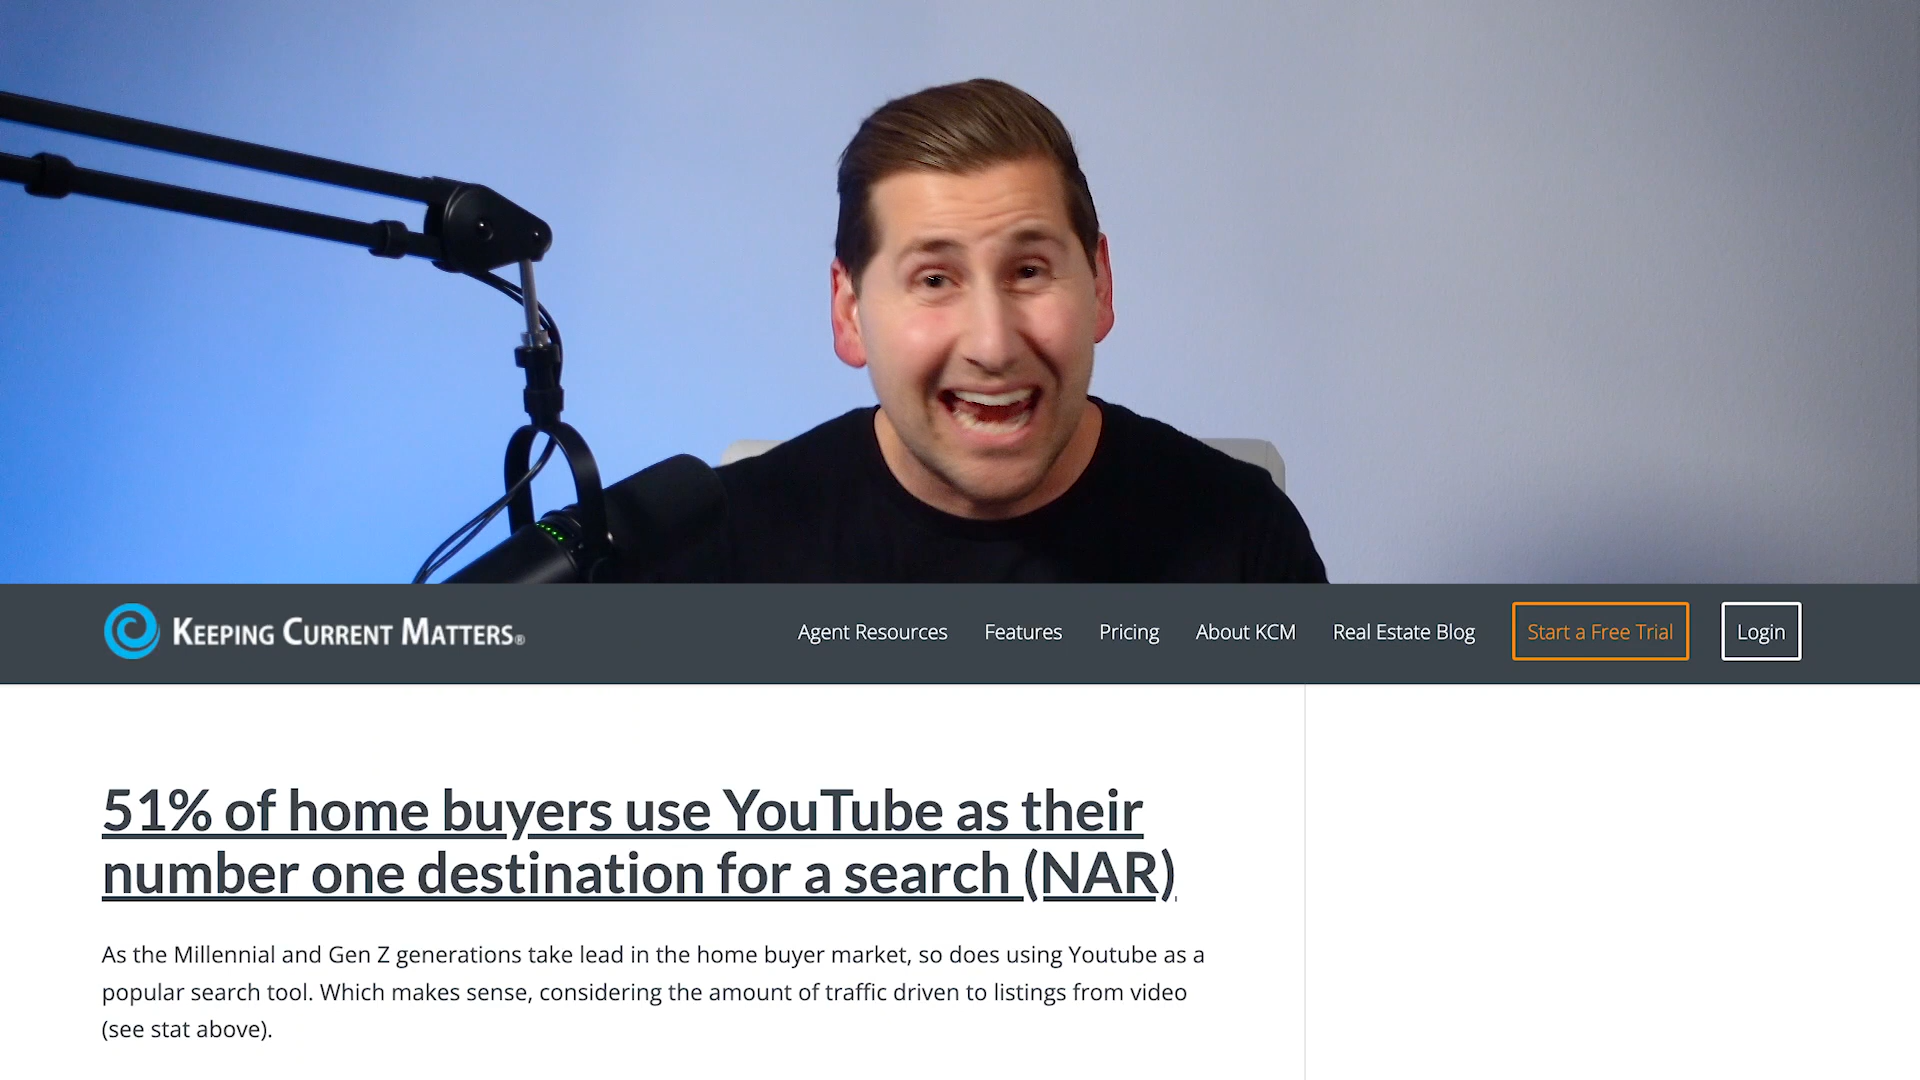 KEEPING CURRENT MATTERS®
Agent Resources
Features
Pricing
About KCM
Real Estate Blog
Start a Free Trial
Login
51% of home buyers use YouTube as their
number one destination for a search (NAR)
As the Millennial and Gen Z generations take lead in the home buyer market, so does using Youtube as a
popular search tool. Which makes sense, considering the amount of traffic driven to listings from video
(see stat above).